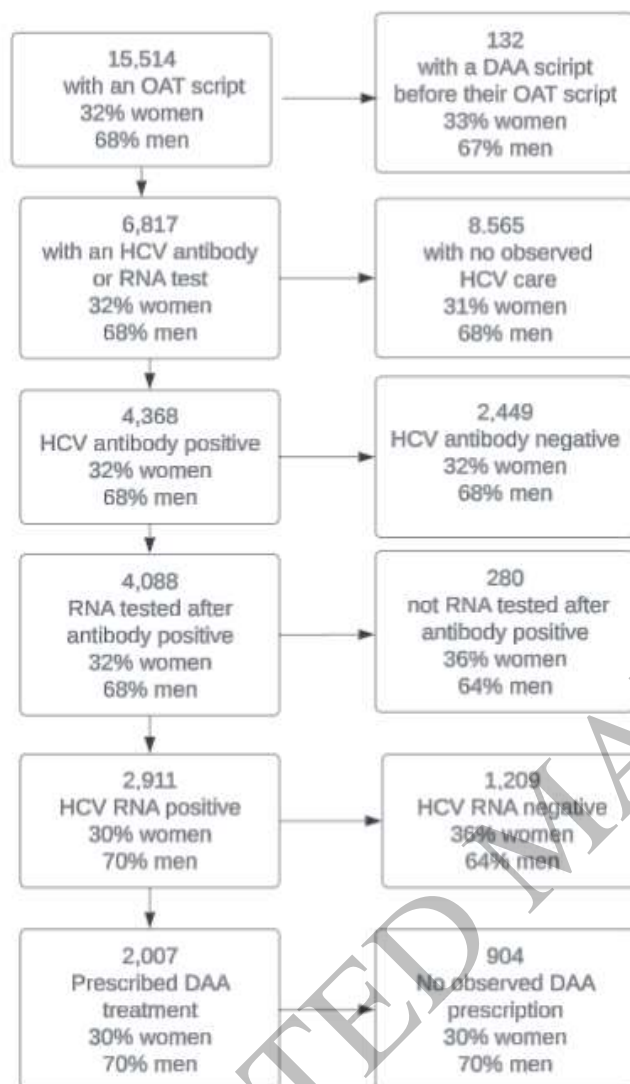 15,514
with an OAT script
32% women
68% men
132
with a DAA sciript
before their OAT script
33% women
67% men
6,817
with an HCV antibody
or RNA test
32% women
68% men
8.565
with no observed
HCV care
31% women
68% men
4,368
HCV antibody positive
32% women
68% men
2,449
HCV antibody negative
32% women
68% men
4,088
RNA tested after
antibody positive
32% women
68% men
280
not RNA tested after
antibody positive
36% women
64% men
2,911
HCV RNA positive
30% women
70% men
1,209
HCV RNA negative
36% women
64% men
2,007
Prescribed DAA
treatment
30% women
70% men
904
No observed DAA
prescription
30% women
70% men
TED MA